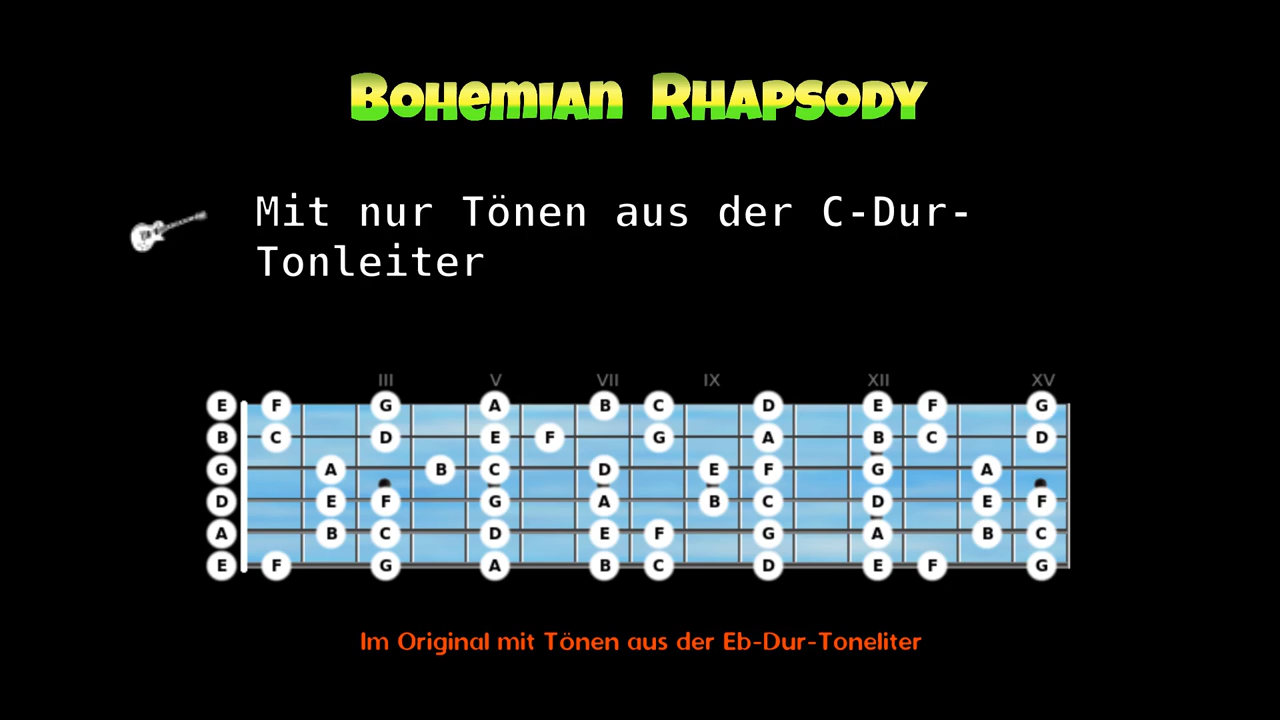 Bohemian Rhapsody
Mit nur Tönen aus der C-Dur-
Tonleiter
III V VII IX XII XV
E F G A B C D E F G
B C D E F G A B C D
G A B C D E F G A
D E F G A B C D E F
A B C D E F G A B C
E F G A B C D E F G
Im Original mit Tönen aus der Eb-Dur-Toneliter